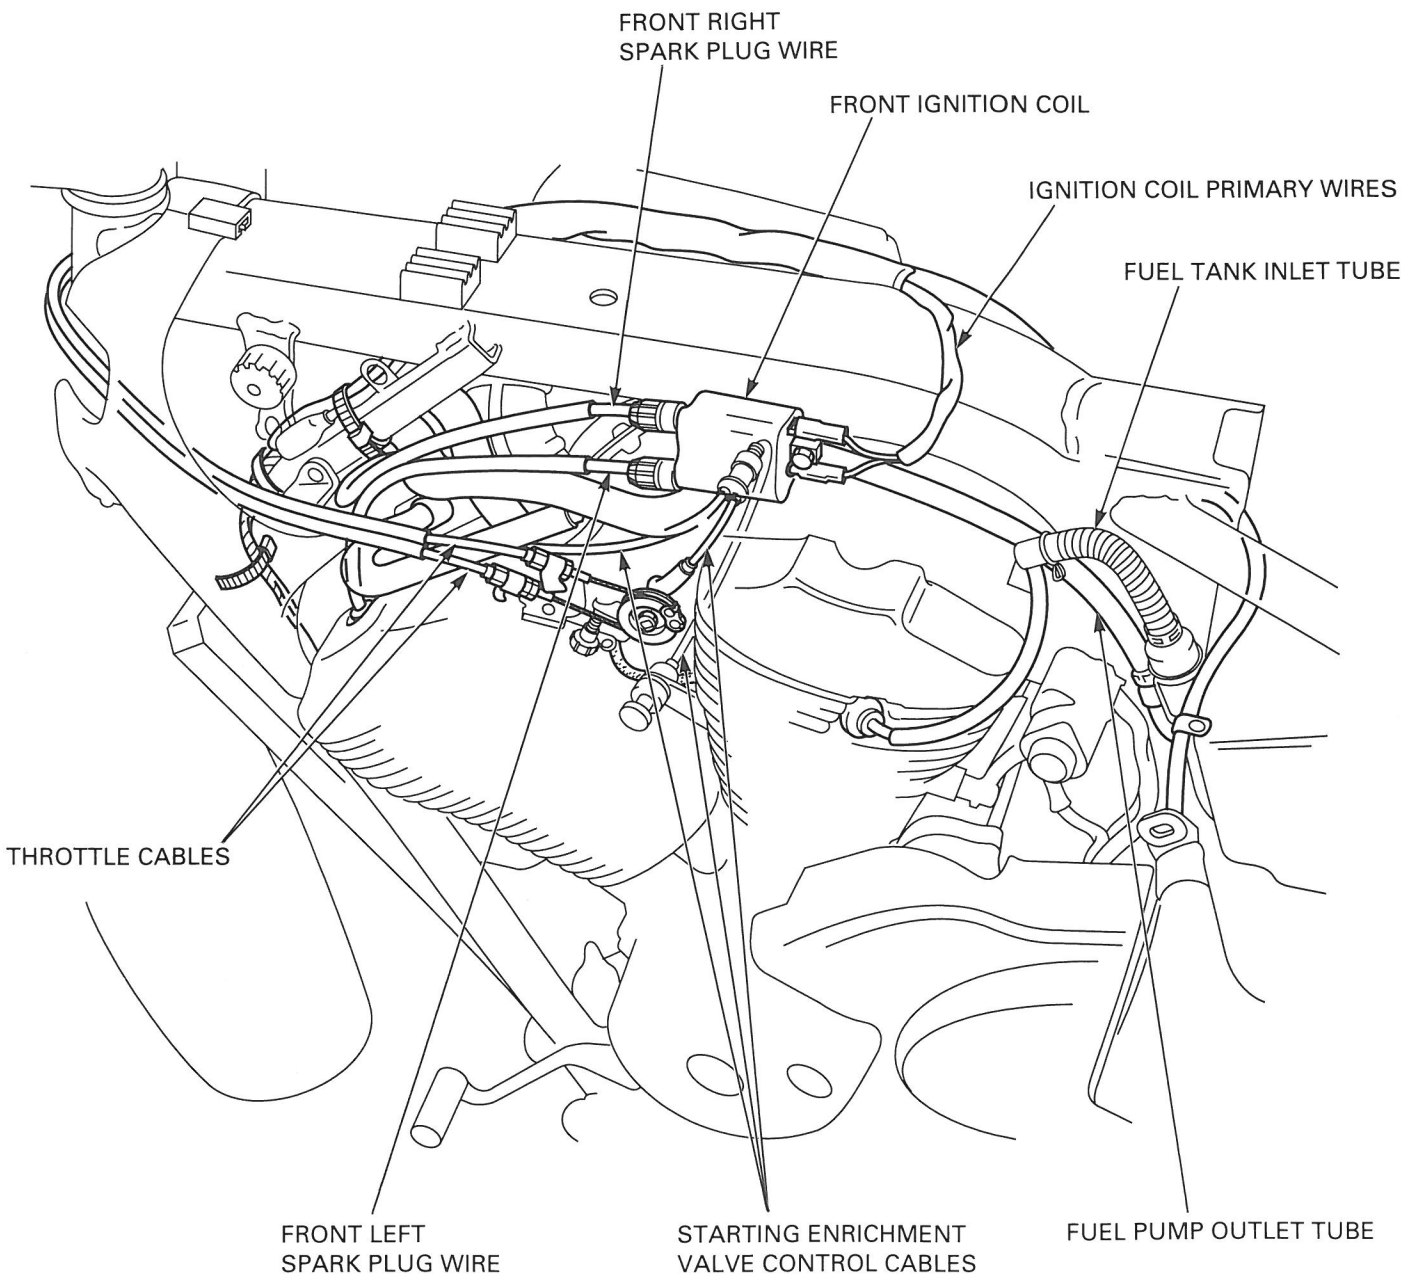 FRONT RIGHT
SPARK PLUG WIRE
FRONT IGNITION COIL
IGNITION COIL PRIMARY WIRES
FUEL TANK INLET TUBE
THROTTLE CABLES
FRONT LEFT
SPARK PLUG WIRE
STARTING ENRICHMENT
VALVE CONTROL CABLES
FUEL PUMP OUTLET TUBE